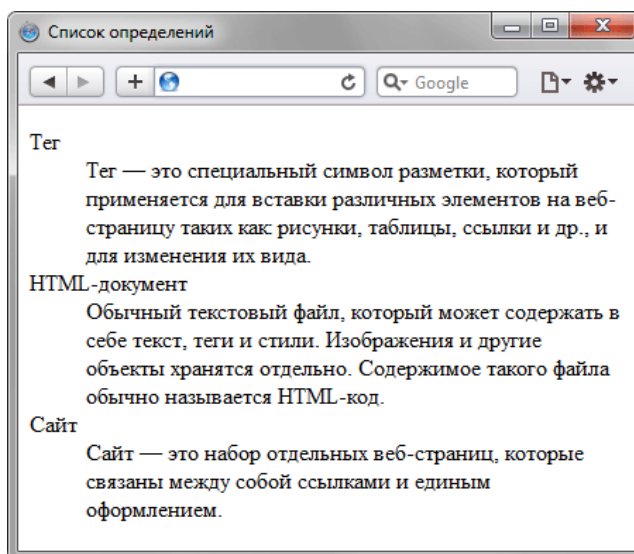 Список определений
Google
Тег
Тег — это специальный символ разметки, который
применяется для вставки различных элементов на веб-
страницу таких как: рисунки, таблицы, ссылки и др., и
для изменения их вида.
HTML-документ
Обычный текстовый файл, который может содержать в
себе текст, теги и стили. Изображения и другие
объекты хранятся отдельно. Содержимое такого файла
обычно называется HTML-код.
Сайт
Сайт — это набор отдельных веб-страниц, которые
связаны между собой ссылками и единым
оформлением.